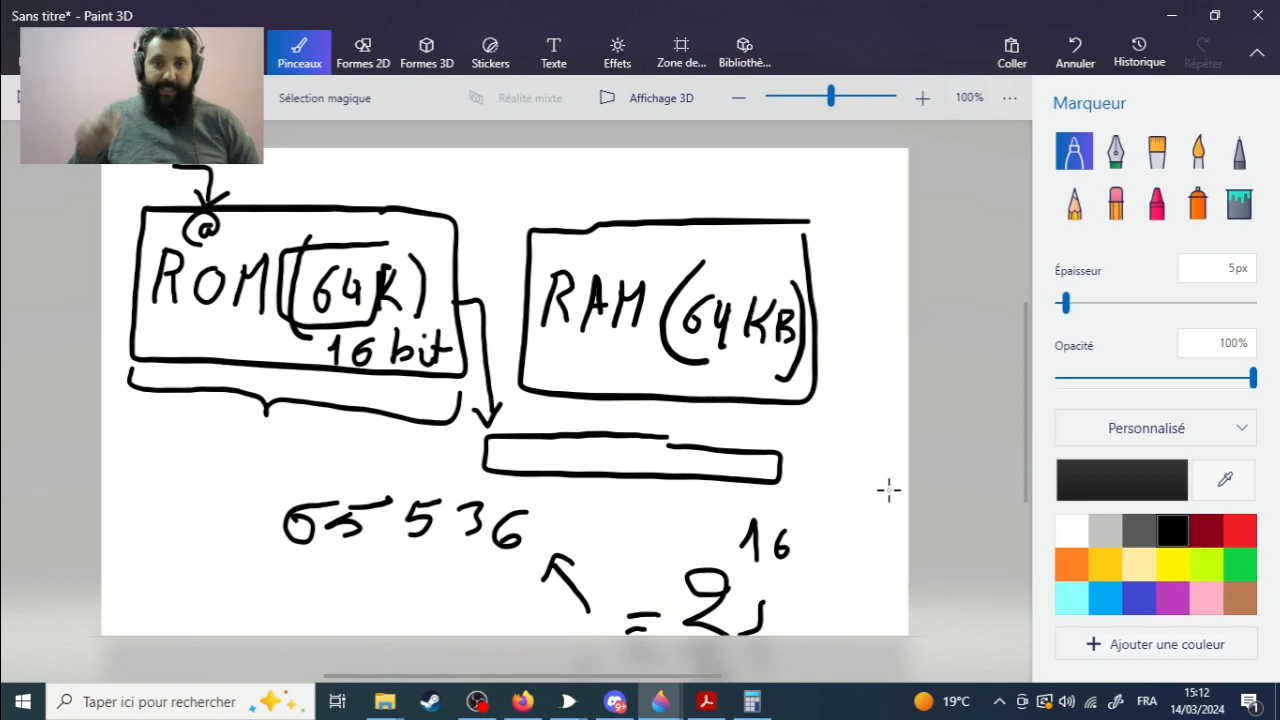 Sans titre* - Paint 3D
Pinceaux
Formes 2D
Formes 3D
Stickers
Texte
Effets
Zone de...
Bibliothè...
Coller
Annuler
Historique
Répéter
Sélection magique
Réalité mixte
Affichage 3D
100%
Marqueur
Épaisseur
5px
Opacité
100%
Personnalisé
Ajouter une couleur
@
ROM (64K)
16 bit
RAM (64KB)
65 536
= 2
16
Taper ici pour rechercher
9+
19°C
FRA
15:12
14/03/2024
1